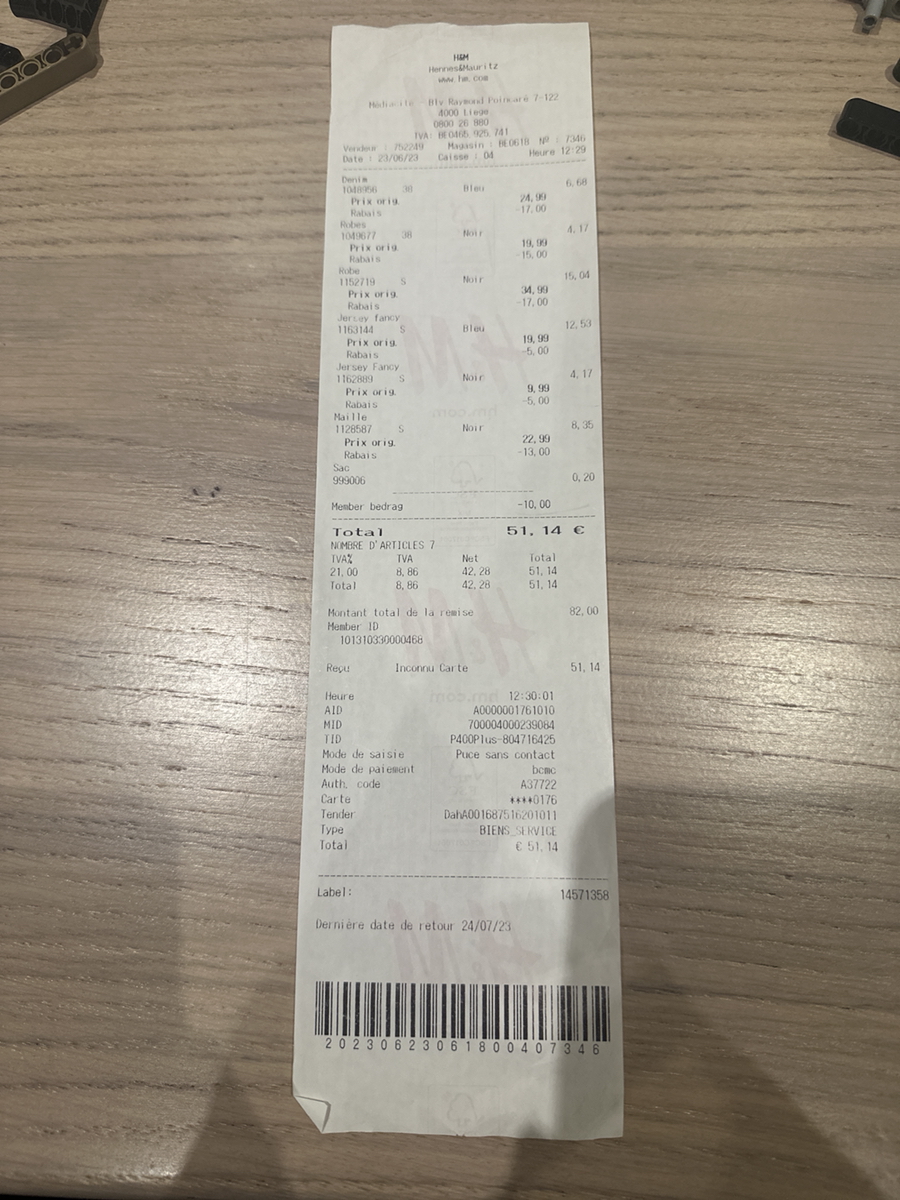 H&M
Hennes&Mauritz
www.hm.com
Médiacité Blv Raymond Poincaré 7-122
4000 Liege
0800 26 880
TVA: BE0465.925.741
Vendeur : 752249 Magasin : BE0618 Nº : 7346
Date : 23/06/23 Caisse : 04 Heure 12:29
Denim 6,68
1048956 38 Bleu
Prix orig. 24,99
Rabais -17,00
Robes 4,17
1049677 38 Noir
Prix orig. 19,99
Rabais -15,00
Robe 15,04
1152719 S Noir
Prix orig. 34,99
Rabais -17,00
Jersey fancy 12,53
1163144 S Bleu
Prix orig. 19,99
Rabais -5,00
Jersey Fancy 4,17
1162889 S Noir
Prix orig. 9,99
Rabais -5,00
Maille 8,35
1128587 S Noir
Prix orig. 22,99
Rabais -13,00
Sac
999006 0,20
Member bedrag -10,00
Total 51,14 €
NOMBRE D'ARTICLES 7
TVA% TVA Net Total
21,00 8,86 42,28 51,14
Total 8,86 42,28 51,14
Montant total de la remise 82,00
Member ID
101310330000468
Reçu Inconnu Carte 51,14
Heure 12:30:01
AID A0000001761010
MID 700004000239084
TID P400Plus-804716425
Mode de saisie Puce sans contact
Mode de paiement bcmc
Auth. code A37722
Carte ****0176
Tender DahA001687516201011
Type BIENS_SERVICE
Total € 51,14
Label: 14571358
Dernière date de retour 24/07/23
20230623061800407346